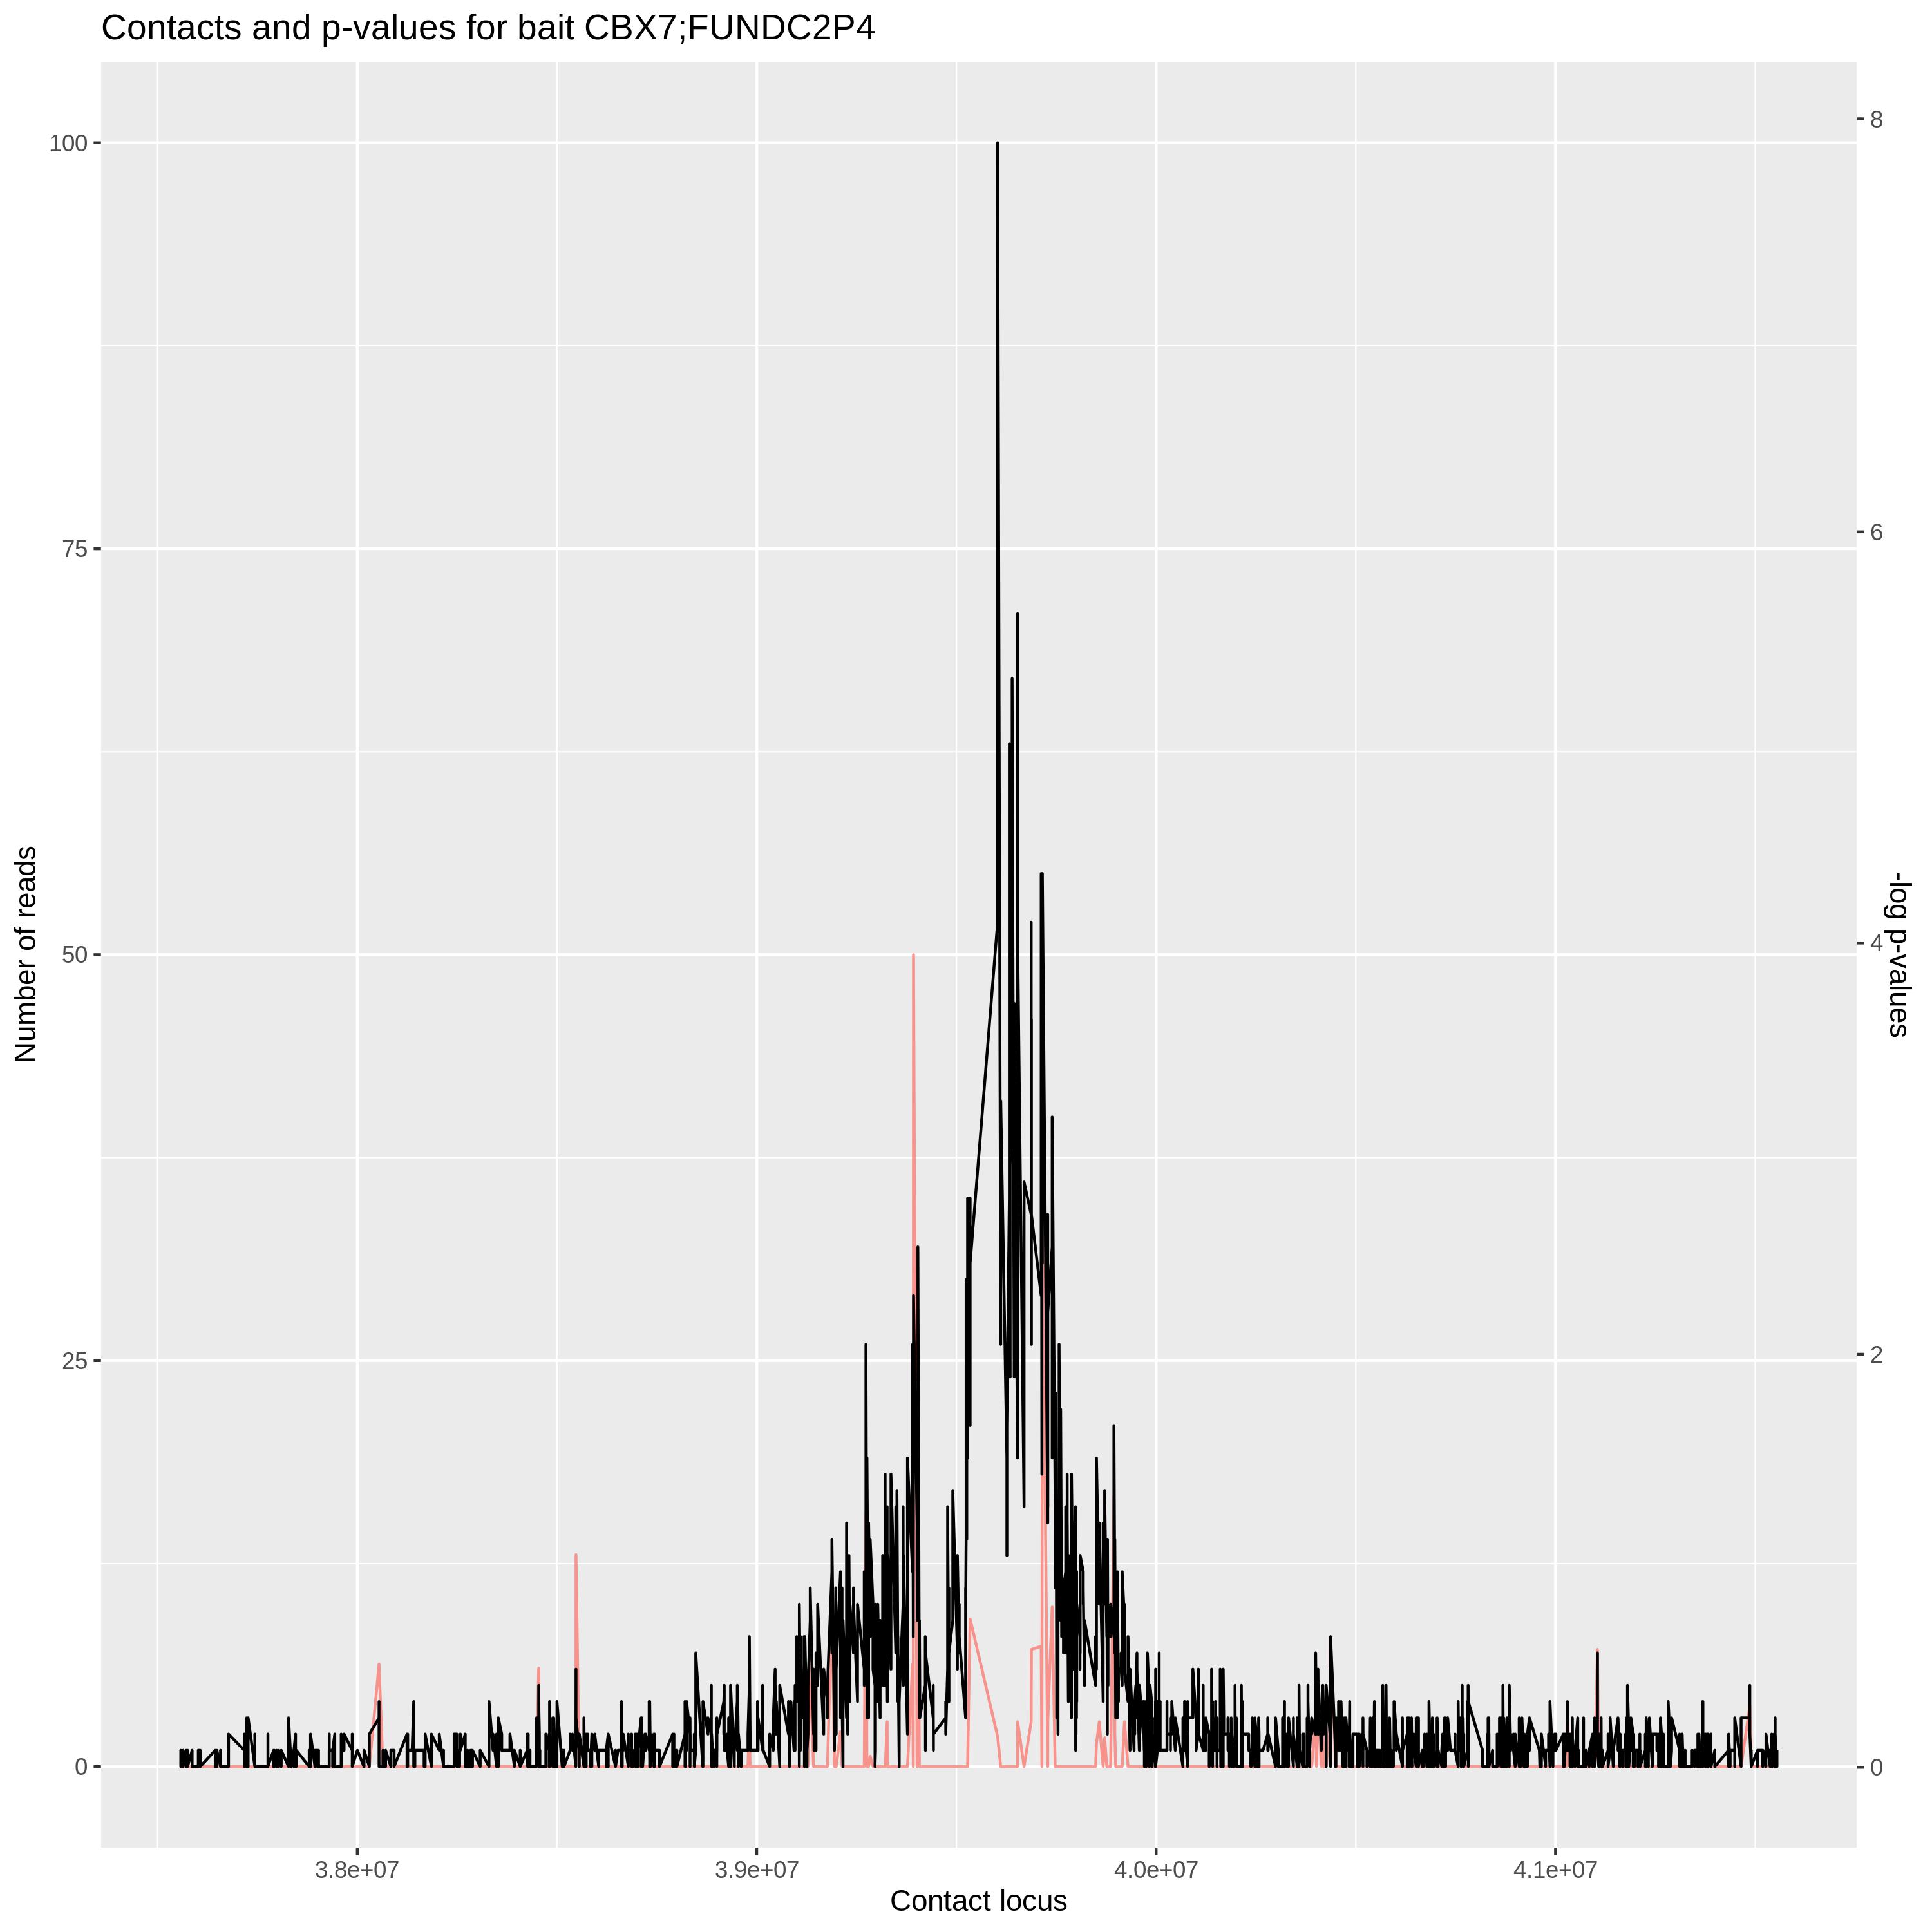 Contacts and p-values for bait CBX7;FUNDC2P4
100
75
50
25
0
Number of reads
8
6
4
2
0
-log p-values
3.8e+07
3.9e+07
4.0e+07
4.1e+07
Contact locus